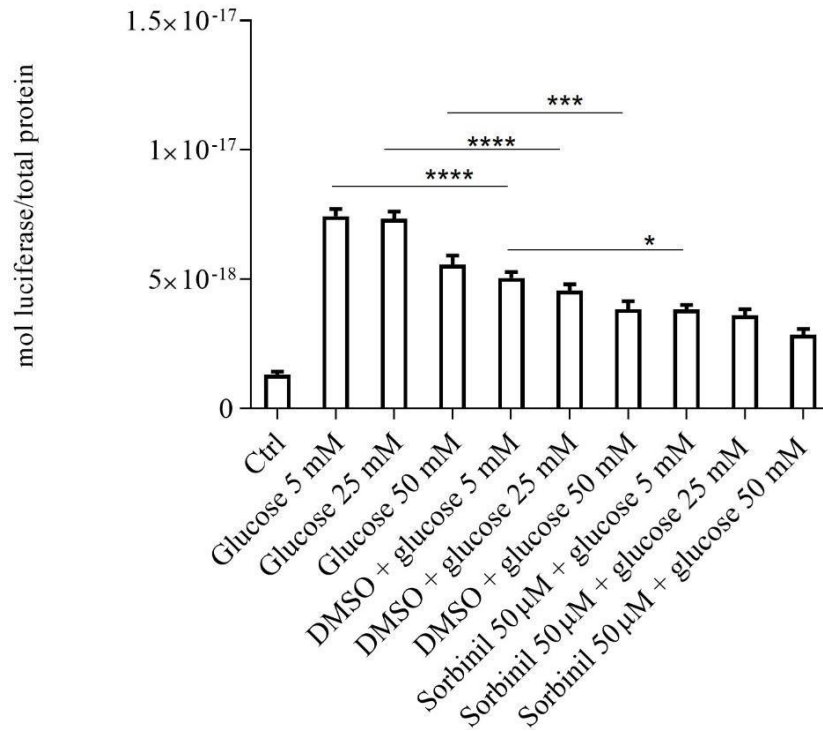 mol luciferase/total protein
1.5×10⁻¹⁷
1×10⁻¹⁷
5×10⁻¹⁸
0
***
****
****
*
Ctrl
Glucose 5 mM
Glucose 25 mM
Glucose 50 mM
DMSO + glucose 5 mM
DMSO + glucose 25 mM
DMSO + glucose 50 mM
Sorbinil 50 μM + glucose 5 mM
Sorbinil 50 μM + glucose 25 mM
Sorbinil 50 μM + glucose 50 mM